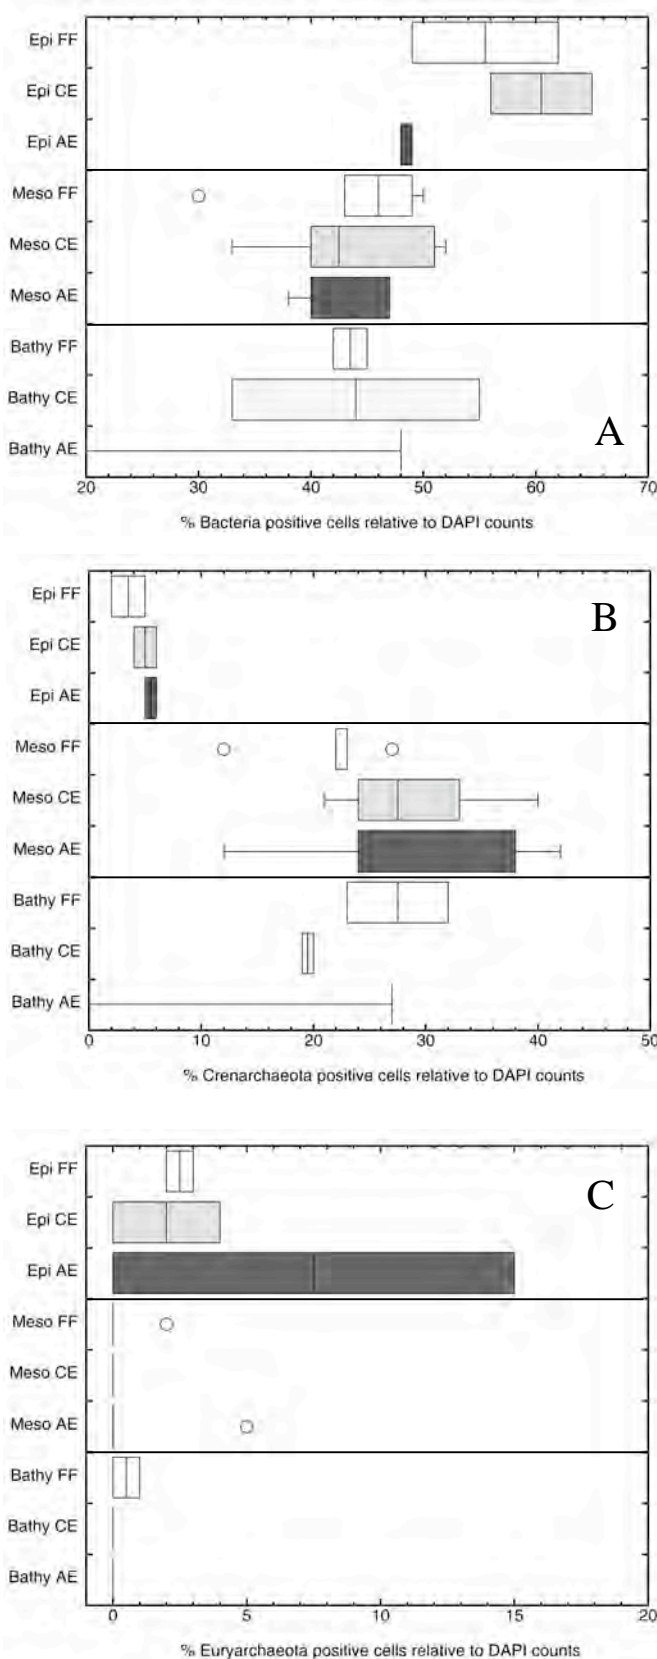 Epi FF
Epi CE
Epi AE
Meso FF
Meso CE
Meso AE
Bathy FF
Bathy CE
Bathy AE
A
20 30 40 50 60 70
% Bacteria positive cells relative to DAPI counts
Epi FF
Epi CE
Epi AE
Meso FF
Meso CE
Meso AE
Bathy FF
Bathy CE
Bathy AE
B
0 10 20 30 40 50
% Crenarchaeota positive cells relative to DAPI counts
Epi FF
Epi CE
Epi AE
Meso FF
Meso CE
Meso AE
Bathy FF
Bathy CE
Bathy AE
C
0 5 10 15 20
% Euryarchaeota positive cells relative to DAPI counts